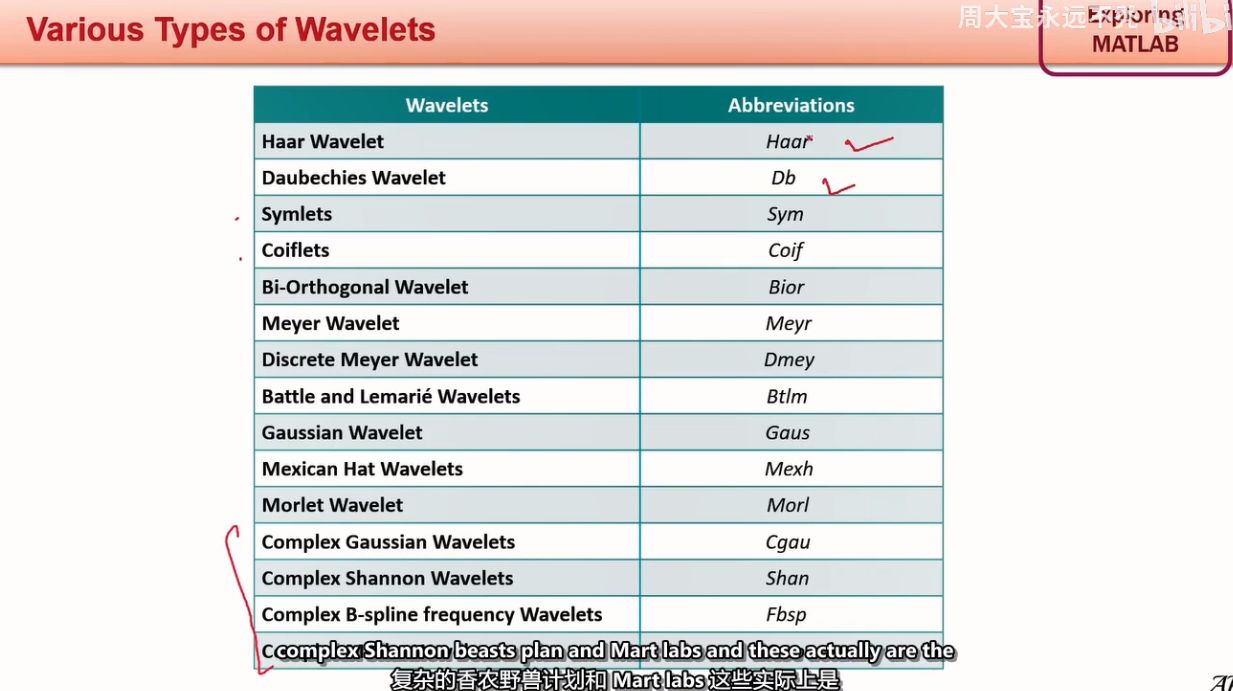 Various Types of Wavelets
周大宝永远不死 bilibili
Exploring
MATLAB
Wavelets Abbreviations
Haar Wavelet Haar
Daubechies Wavelet Db
Symlets Sym
Coiflets Coif
Bi-Orthogonal Wavelet Bior
Meyer Wavelet Meyr
Discrete Meyer Wavelet Dmey
Battle and Lemarié Wavelets Btlm
Gaussian Wavelet Gaus
Mexican Hat Wavelets Mexh
Morlet Wavelet Morl
Complex Gaussian Wavelets Cgau
Complex Shannon Wavelets Shan
Complex B-spline frequency Wavelets Fbsp
complex Shannon beasts plan and Mart labs and these actually are the
复杂的香农野兽计划和 Mart labs 这些实际上是